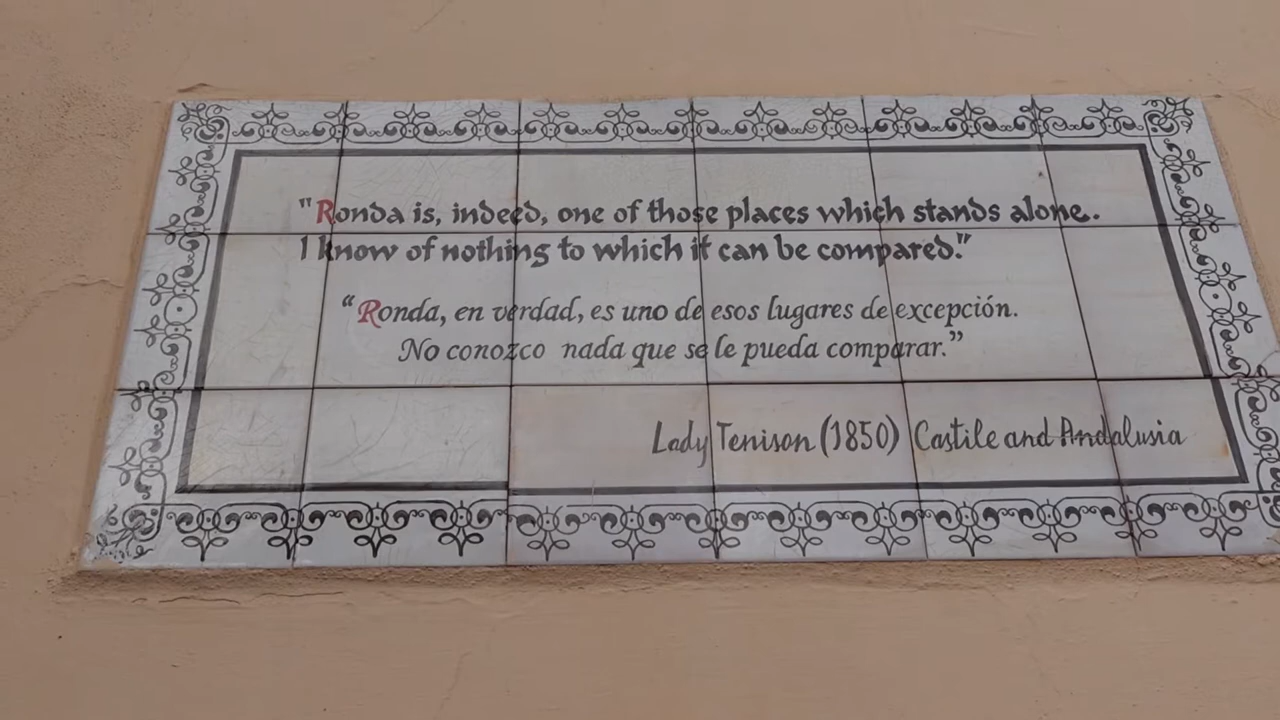 "Ronda is, indeed, one of those places which stands alone.
I know of nothing to which it can be compared."
“Ronda, en verdad, es uno de esos lugares de excepción.
No conozco nada que se le pueda comparar.”
Lady Tenison (1850) Castile and Andalusia